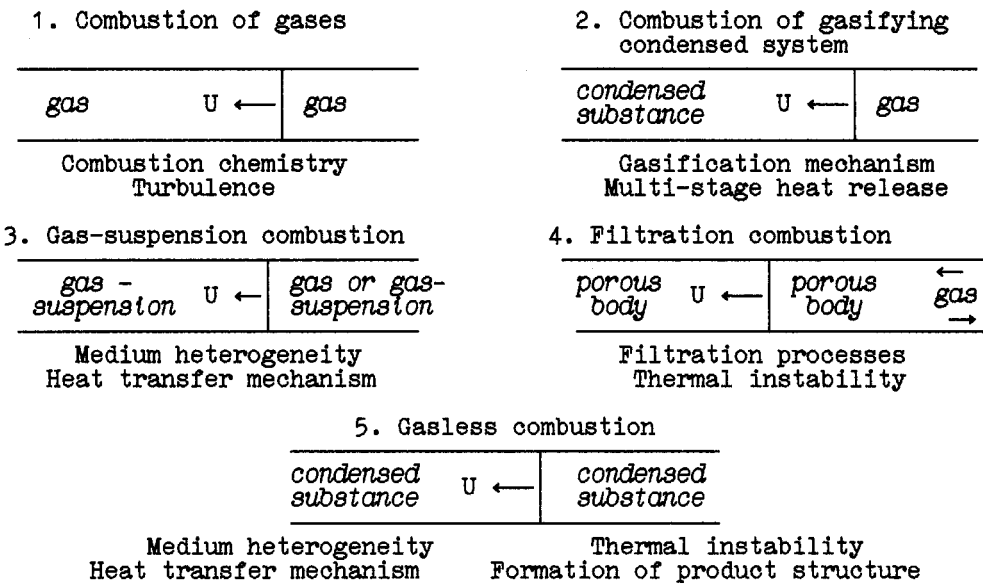 1. Combustion of gases
gas U ← gas
Combustion chemistry
Turbulence
2. Combustion of gasifying
condensed system
condensed
substance U ← gas
Gasification mechanism
Multi-stage heat release
3. Gas-suspension combustion
gas -
suspension U ← gas or gas-
suspension
Medium heterogeneity
Heat transfer mechanism
4. Filtration combustion
porous
body U ← porous
body ← gas →
Filtration processes
Thermal instability
5. Gasless combustion
condensed
substance U ← condensed
substance
Medium heterogeneity
Heat transfer mechanism
Thermal instability
Formation of product structure